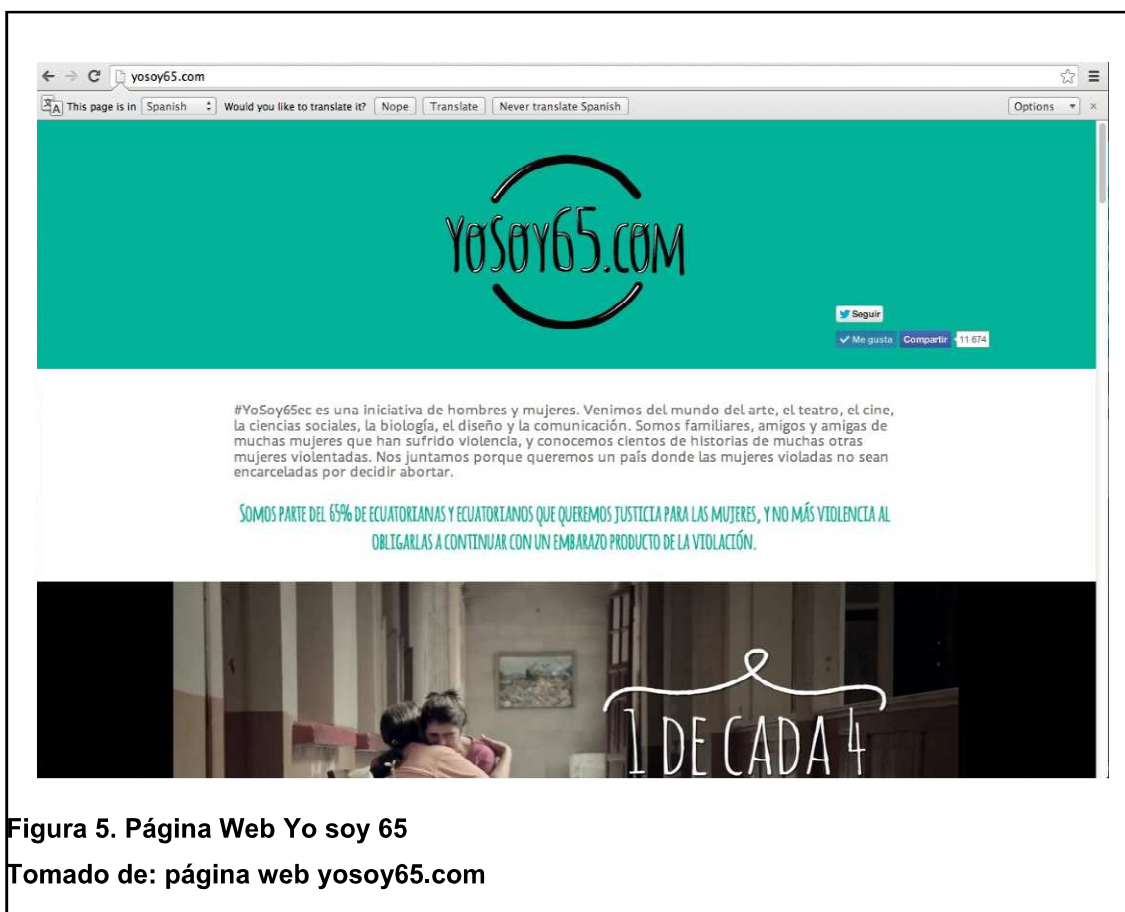 yosoy65.com
This page is in Spanish Would you like to translate it? Nope Translate Never translate Spanish Options
YoSoy65.com
Seguir
Me gusta Compartir 11 674
#YoSoy65ec es una iniciativa de hombres y mujeres. Venimos del mundo del arte, el teatro, el cine,
la ciencias sociales, la biología, el diseño y la comunicación. Somos familiares, amigos y amigas de
muchas mujeres que han sufrido violencia, y conocemos cientos de historias de muchas otras
mujeres violentadas. Nos juntamos porque queremos un país donde las mujeres violadas no sean
encarceladas por decidir abortar.
Somos parte del 65% de ecuatorianas y ecuatorianos que queremos justicia para las mujeres, y no más violencia al
obligarlas a continuar con un embarazo producto de la violación.
1 DE CADA 4
Figura 5. Página Web Yo soy 65
Tomado de: página web yosoy65.com